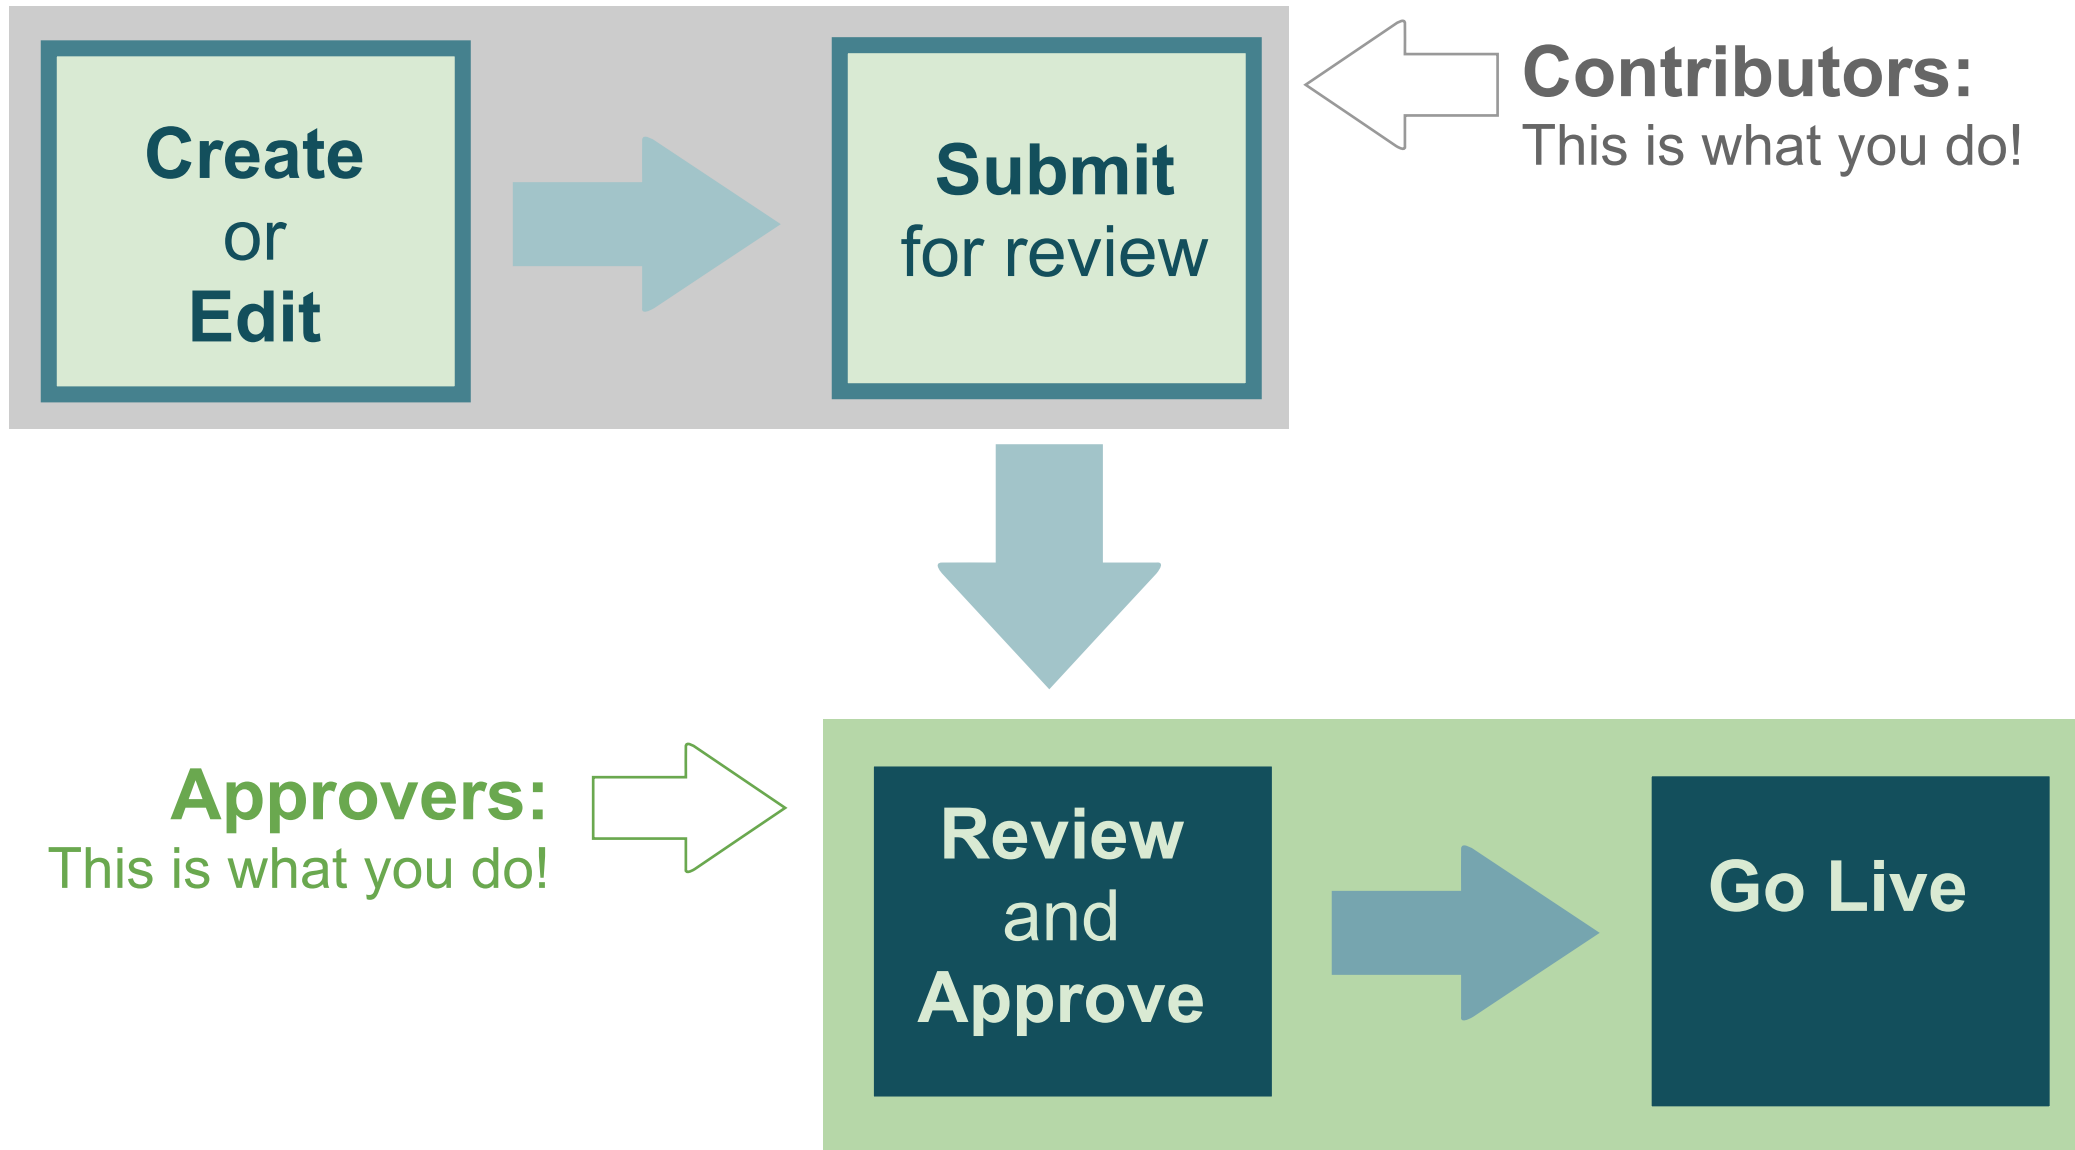 Create
or
Edit
Submit
for review
Contributors:
This is what you do!
Approvers:
This is what you do!
Review
and
Approve
Go Live